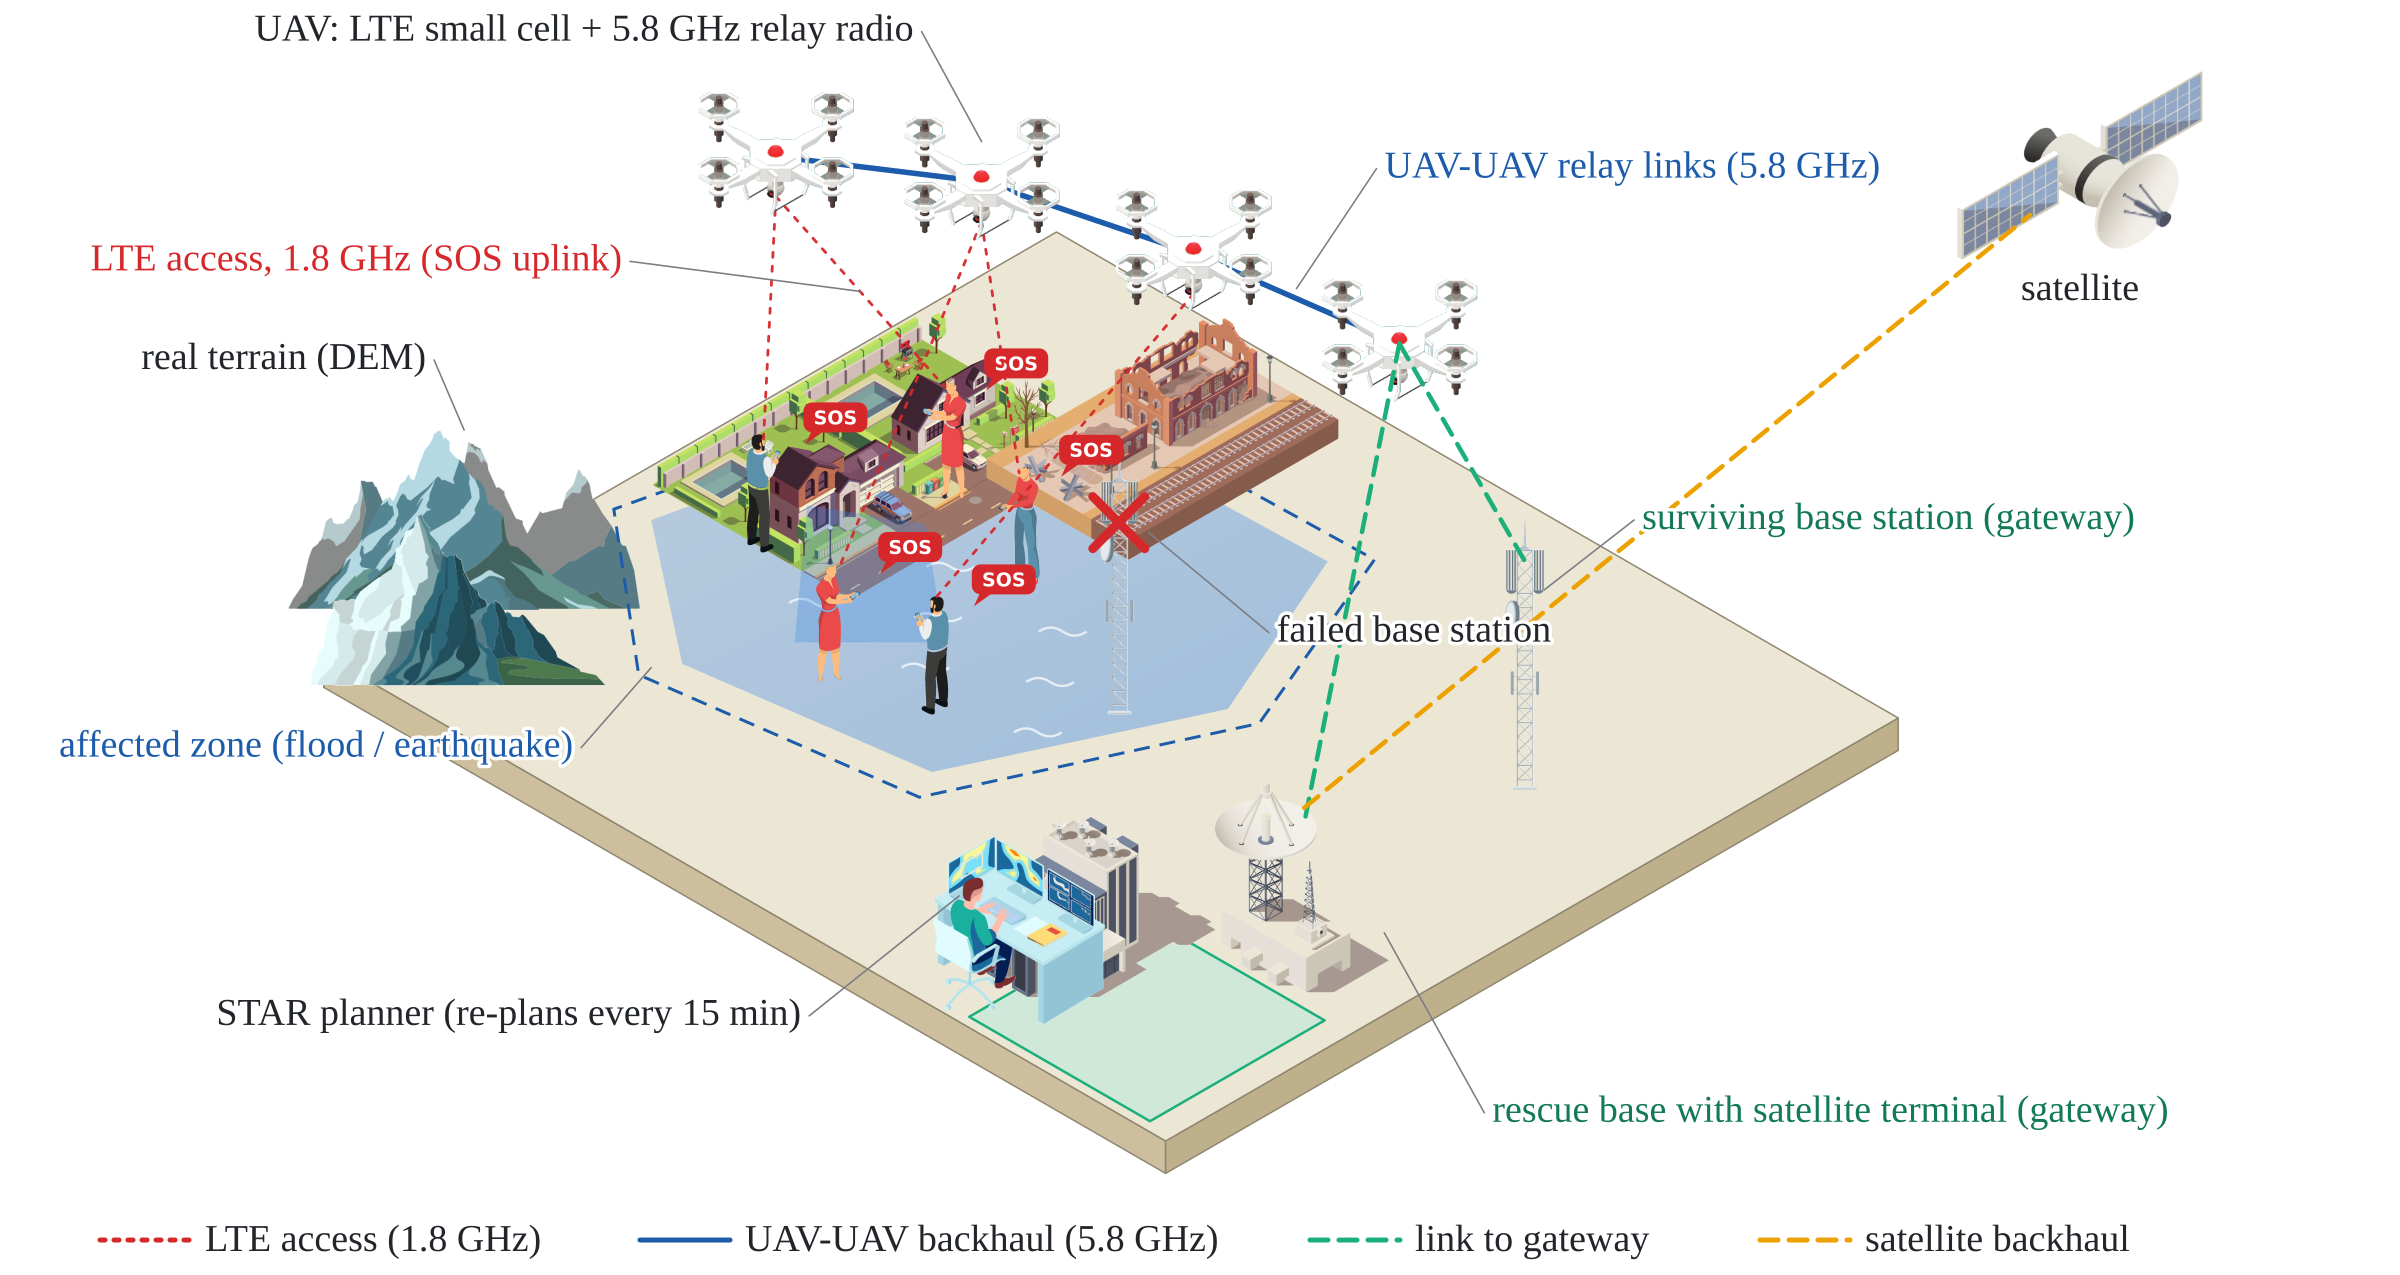 UAV: LTE small cell + 5.8 GHz relay radio
UAV-UAV relay links (5.8 GHz)
LTE access, 1.8 GHz (SOS uplink)
satellite
real terrain (DEM)
SOS
SOS
SOS
surviving base station (gateway)
SOS
SOS
failed base station
affected zone (flood / earthquake)
STAR planner (re-plans every 15 min)
rescue base with satellite terminal (gateway)
LTE access (1.8 GHz)
UAV-UAV backhaul (5.8 GHz)
link to gateway
satellite backhaul